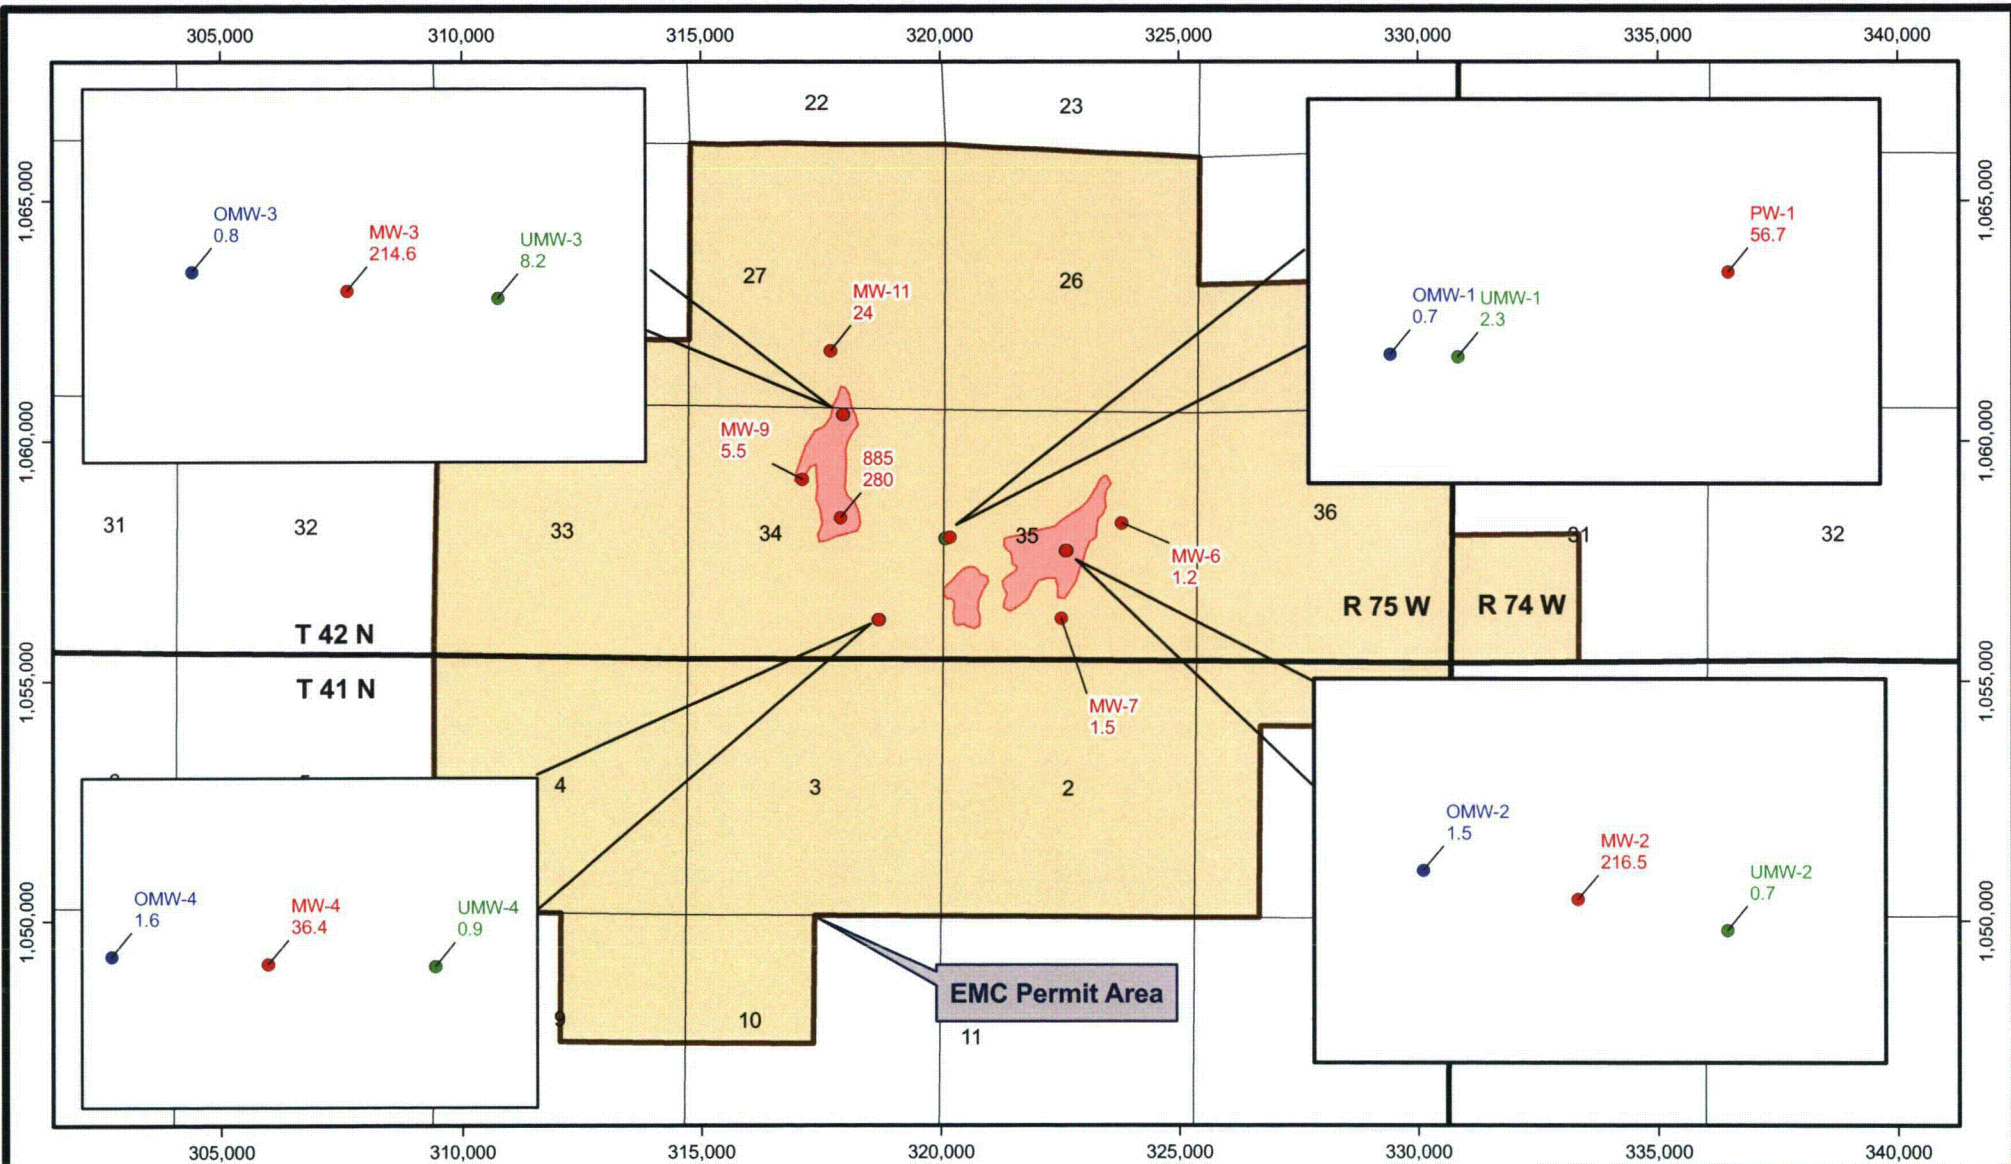 305,000 310,000 315,000 320,000 325,000 330,000 335,000 340,000
22 23
1,065,000
1,065,000
OMW-3
0.8
MW-3
214.6
UMW-3
8.2
PW-1
56.7
OMW-1
0.7
UMW-1
2.3
27 26
MW-11
24
1,060,000
1,060,000
MW-9
5.5
885
280
31 32 33 34 35 36 31 32
MW-6
1.2
R 75 W R 74 W
T 42 N
T 41 N
1,055,000
1,055,000
MW-7
1.5
4 3 2
OMW-2
1.5
MW-2
216.5
UMW-2
0.7
OMW-4
1.6
MW-4
36.4
UMW-4
0.9
1,050,000
1,050,000
EMC Permit Area
9 10 11
305,000 310,000 315,000 320,000 325,000 330,000 335,000 340,000